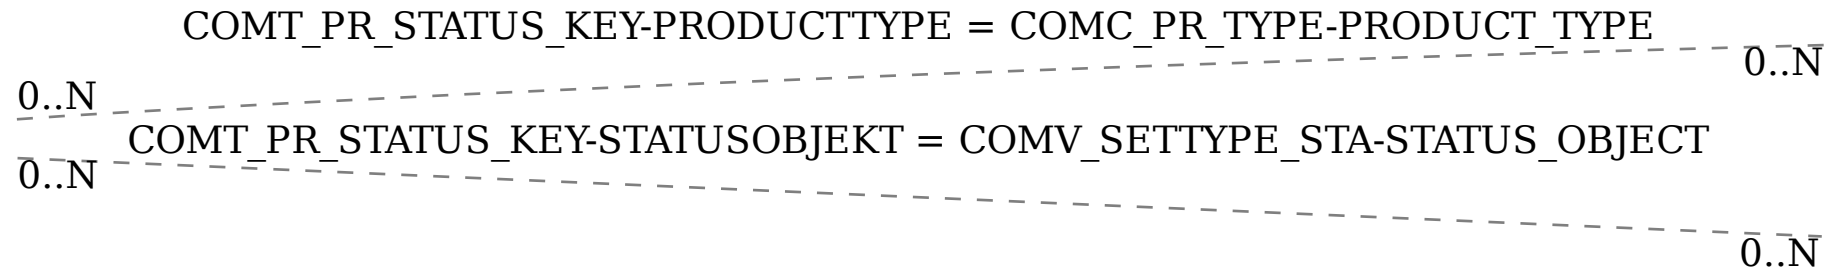 COMT_PR_STATUS_KEY-PRODUCTTYPE = COMC_PR_TYPE-PRODUCT_TYPE
0..N
0..N
COMT_PR_STATUS_KEY-STATUSOBJEKT = COMV_SETTYPE_STA-STATUS_OBJECT
0..N
0..N